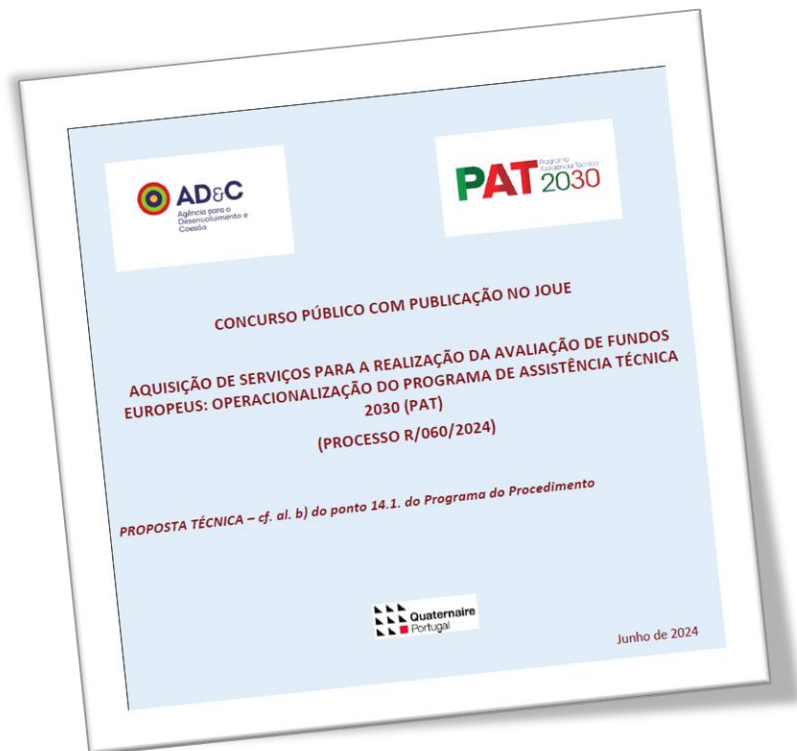 AD&C
Agência para o
Desenvolvimento e
Coesão
PAT 2030
Programa
Assistência Técnica
CONCURSO PÚBLICO COM PUBLICAÇÃO NO JOUE
AQUISIÇÃO DE SERVIÇOS PARA A REALIZAÇÃO DA AVALIAÇÃO DE FUNDOS
EUROPEUS: OPERACIONALIZAÇÃO DO PROGRAMA DE ASSISTÊNCIA TÉCNICA
2030 (PAT)
(PROCESSO R/060/2024)
PROPOSTA TÉCNICA – cf. al. b) do ponto 14.1. do Programa do Procedimento
Quaternaire
Portugal
Junho de 2024